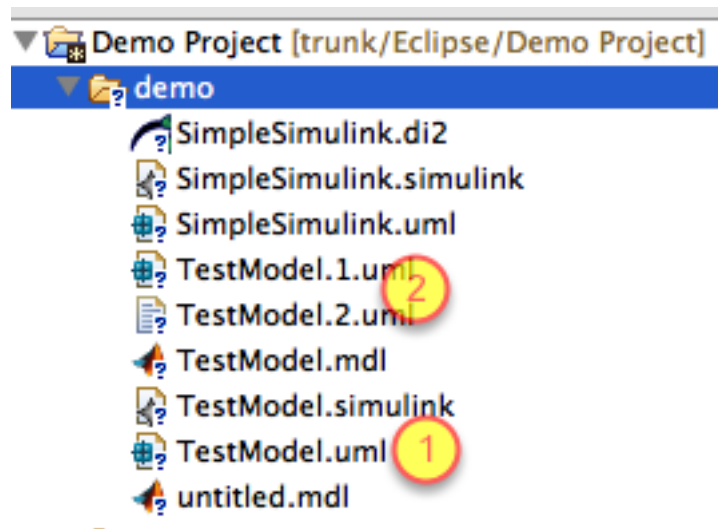 Demo Project [trunk/Eclipse/Demo Project]
demo
SimpleSimulink.di2
SimpleSimulink.simulink
SimpleSimulink.uml
TestModel.1.uml
2
TestModel.2.uml
TestModel.mdl
TestModel.simulink
TestModel.uml 1
untitled.mdl